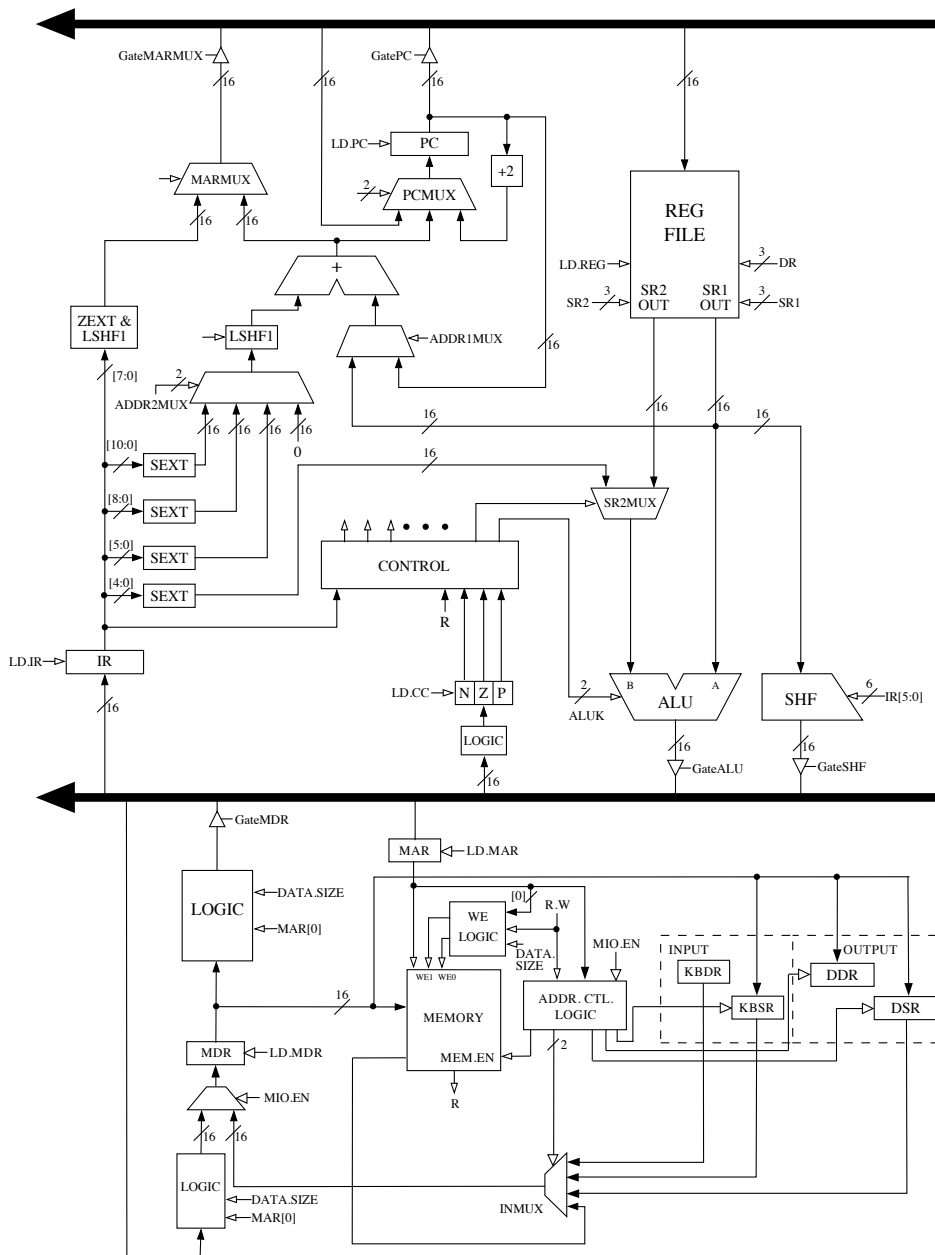 GateMARMUX
GatePC
16
16
16
16
LD.PC
PC
+2
MARMUX
2
PCMUX
REG
FILE
16
16
+
LD.REG
3
DR
SR2
3
SR2
OUT
SR1
OUT
3
SR1
ZEXT &
LSHF1
LSHF1
ADDR1MUX
16
[7:0]
2
ADDR2MUX
16
16
16
16
0
16
16
16
16
[10:0]
SEXT
16
[8:0]
SEXT
SR2MUX
[5:0]
SEXT
CONTROL
[4:0]
SEXT
R
LD.IR
IR
LD.CC
N Z P
2
ALUK
B
A
ALU
SHF
6
IR[5:0]
16
LOGIC
16
16
16
GateALU
GateSHF
GateMDR
MAR
LD.MAR
LOGIC
DATA.SIZE
MAR[0]
[0]
WE
LOGIC
R.W
DATA.
SIZE
MIO.EN
INPUT
OUTPUT
KBDR
DDR
WE1 WE0
16
MEMORY
ADDR. CTL.
LOGIC
KBSR
DSR
MDR
LD.MDR
MEM.EN
2
R
MIO.EN
16
16
LOGIC
DATA.SIZE
MAR[0]
INMUX